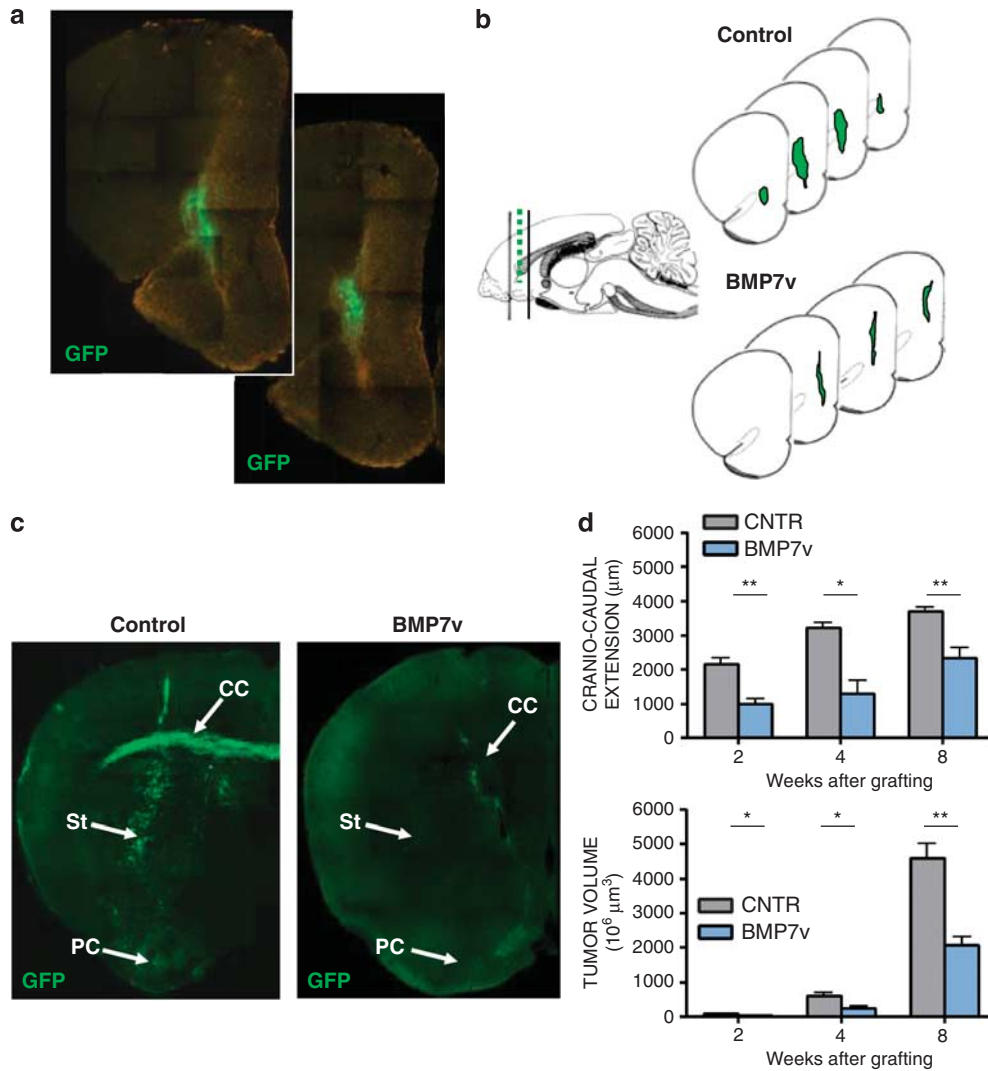 a
GFP
GFP
b
Control
BMP7v
c
Control
CC
St
PC
GFP
BMP7v
CC
St
PC
GFP
d
CNTR
BMP7v
CRANIO-CAUDAL
EXTENSION (μm)
6000
5000
4000
3000
2000
1000
0
** * **
2 4 8
Weeks after grafting
TUMOR VOLUME
(10⁶ μm³)
6000
5000
4000
3000
2000
1000
0
* * **
CNTR
BMP7v
2 4 8
Weeks after grafting